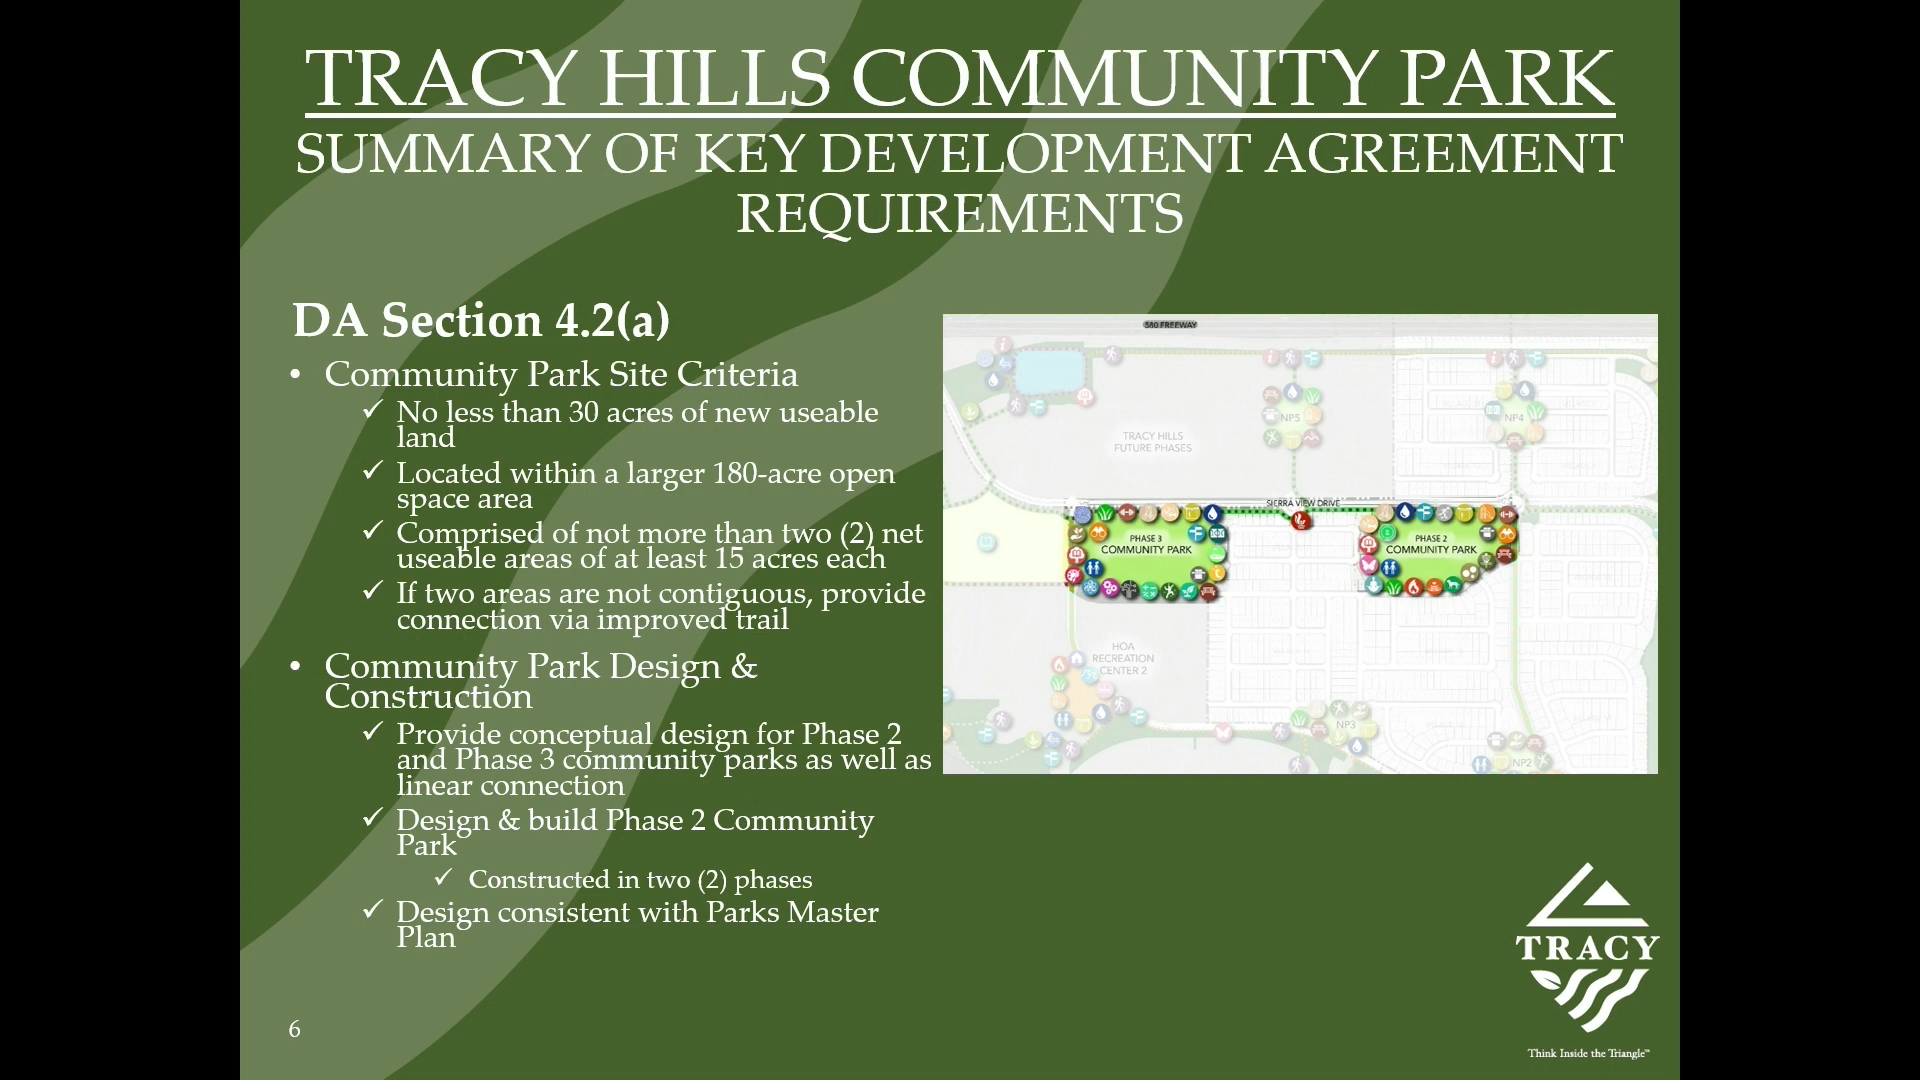 TRACY HILLS COMMUNITY PARK
SUMMARY OF KEY DEVELOPMENT AGREEMENT
REQUIREMENTS
DA Section 4.2(a)
• Community Park Site Criteria
✓ No less than 30 acres of new useable
land
✓ Located within a larger 180-acre open
space area
✓ Comprised of not more than two (2) net
useable areas of at least 15 acres each
✓ If two areas are not contiguous, provide
connection via improved trail
• Community Park Design &
Construction
✓ Provide conceptual design for Phase 2
and Phase 3 community parks as well as
linear connection
✓ Design & build Phase 2 Community
Park
✓ Constructed in two (2) phases
✓ Design consistent with Parks Master
Plan
580 FREEWAY
NP5
NP4
TRACY HILLS
FUTURE PHASES
SIERRA VIEW DRIVE
PHASE 3
COMMUNITY PARK
PHASE 2
COMMUNITY PARK
HOA
RECREATION
CENTER 2
NP3
NP2
TRACY
Think Inside the Triangle™
6